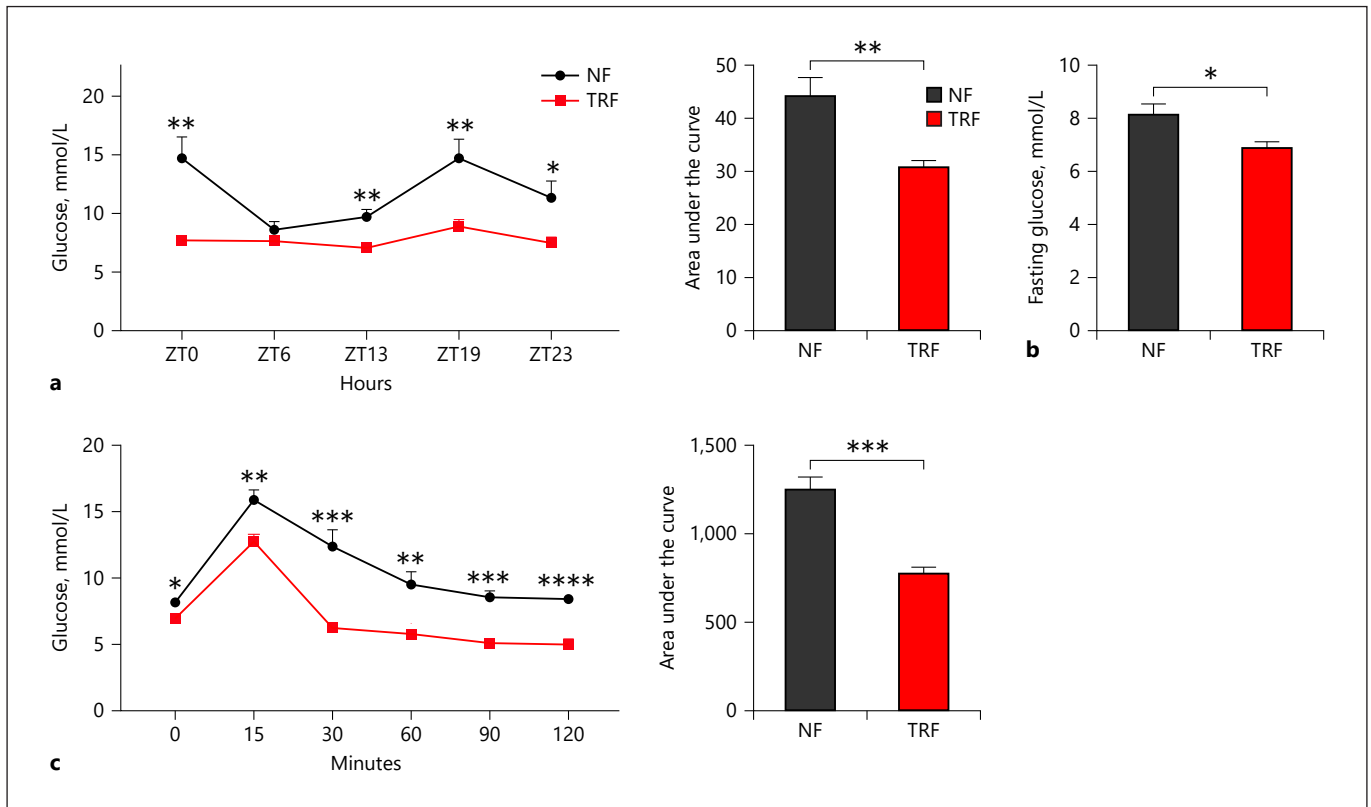 NF
TRF
Glucose, mmol/L
20
15
10
5
0
** ** ** *
ZT0 ZT6 ZT13 ZT19 ZT23
Hours
a
Area under the curve
50
40
30
20
10
0
**
NF
TRF
NF TRF
Fasting glucose, mmol/L
10
8
6
4
2
0
*
NF TRF
b
Glucose, mmol/L
20
15
10
5
0
* ** *** ** *** ****
0 15 30 60 90 120
Minutes
c
Area under the curve
1,500
1,000
500
0
***
NF TRF